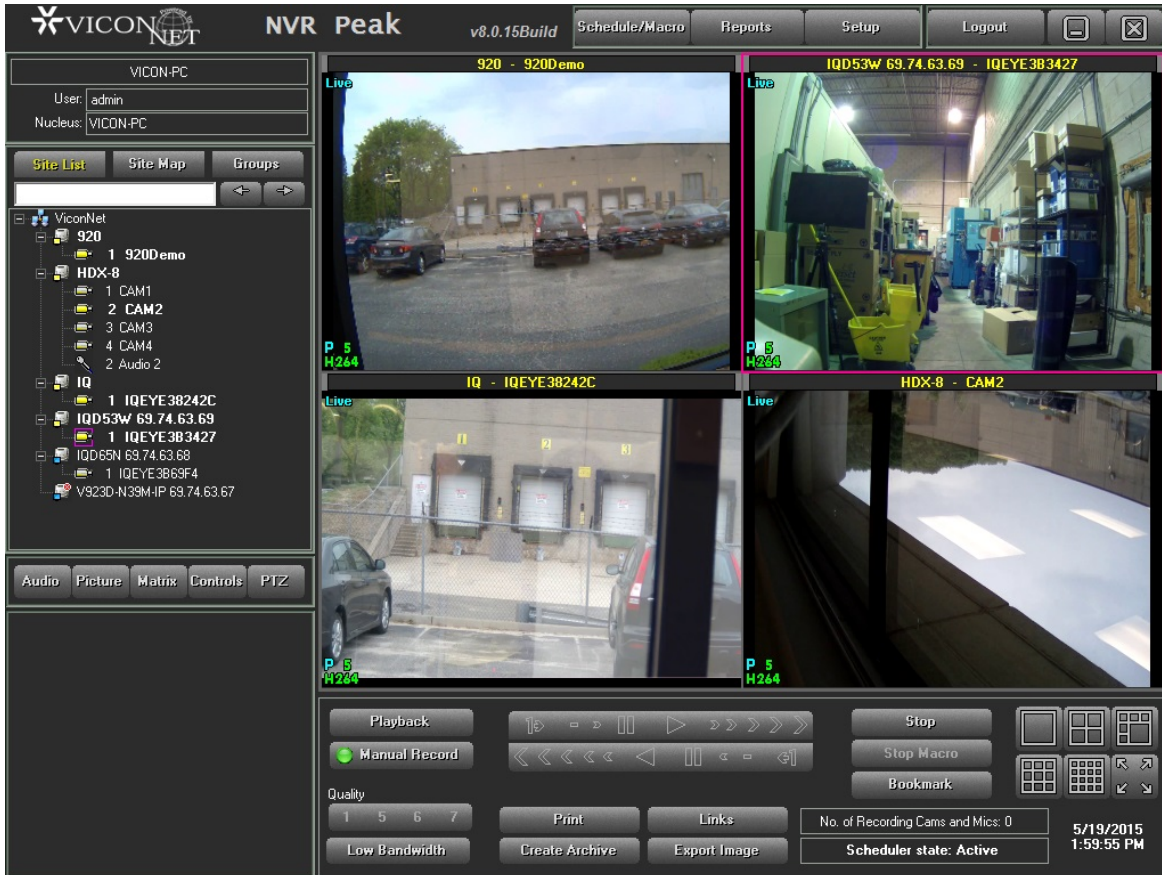 VICON
Powered by
NET
NVR Peak
v8.0.15Build
Schedule/Macro
Reports
Setup
Logout
VICON-PC
User: admin
Nucleus: VICON-PC
Site List
Site Map
Groups
ViconNet
920
1 920Demo
HDX-8
1 CAM1
2 CAM2
3 CAM3
4 CAM4
2 Audio 2
IQ
1 IQEYE38242C
IQD53W 69.74.63.69
1 IQEYE3B3427
IQD65N 69.74.63.68
1 IQEYE3B69F4
V923D-N39M-IP 69.74.63.67
Audio
Picture
Matrix
Controls
PTZ
920 - 920Demo
Live
P 5
H264
IQD53W 69.74.63.69 - IQEYE3B3427
Live
P 5
H264
IQ - IQEYE38242C
Live
1
2
3
P 5
H264
HDX-8 - CAM2
Live
P 5
H264
Playback
Manual Record
Quality
1 5 6 7
Low Bandwidth
Print
Links
Create Archive
Export Image
Stop
Stop Macro
Bookmark
No. of Recording Cams and Mics: 0
Scheduler state: Active
5/19/2015
1:59:55 PM